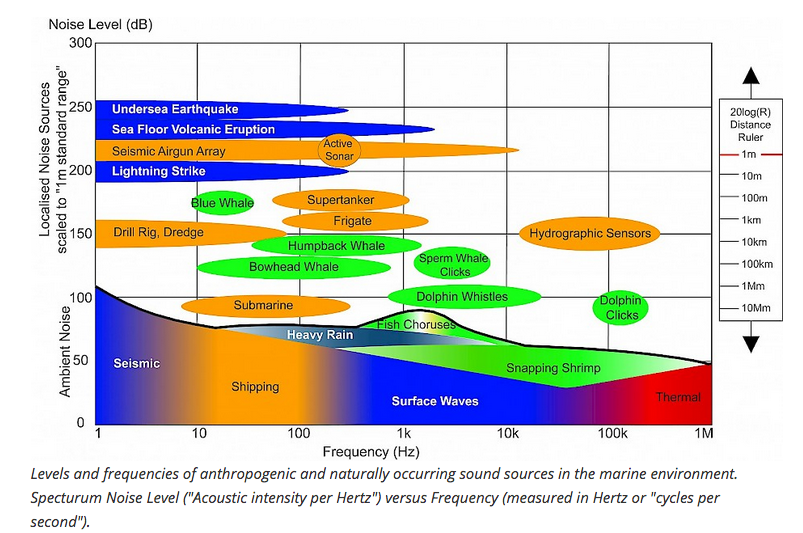 Noise Level (dB)
300
250
200
150
100
50
0
Localised Noise Sources
scaled to "1m standard range"
Ambient Noise
Undersea Earthquake
Sea Floor Volcanic Eruption
Seismic Airgun Array
Active
Sonar
Lightning Strike
Blue Whale
Supertanker
Frigate
Drill Rig, Dredge
Hydrographic Sensors
Humpback Whale
Bowhead Whale
Sperm Whale
Clicks
Submarine
Dolphin Whistles
Dolphin
Clicks
Fish Choruses
Heavy Rain
Seismic
Shipping
Surface Waves
Snapping Shrimp
Thermal
1
10
100
1k
10k
100k
1M
Frequency (Hz)
20log(R)
Distance
Ruler
1m
10m
100m
1km
10km
100km
1Mm
10Mm
Levels and frequencies of anthropogenic and naturally occurring sound sources in the marine environment.
Specturum Noise Level ("Acoustic intensity per Hertz") versus Frequency (measured in Hertz or "cycles per
second").